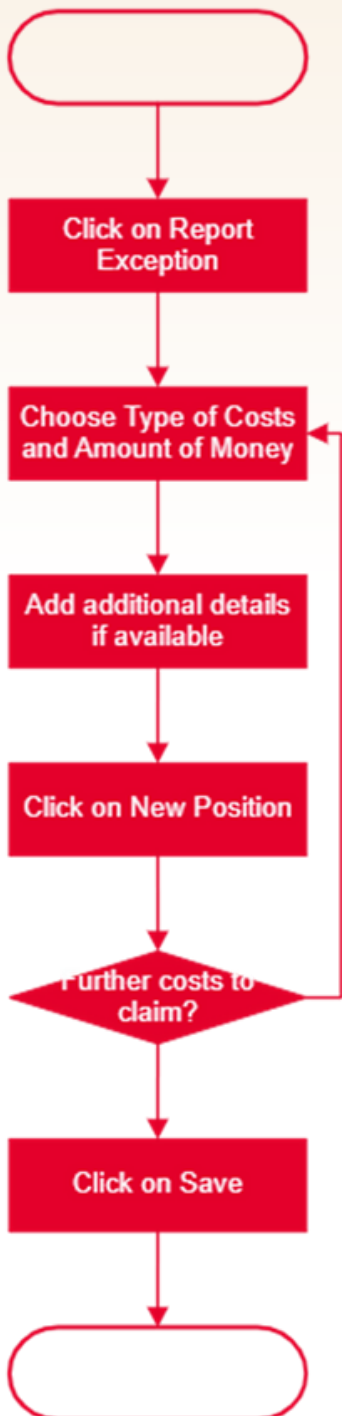 Click on Report
Exception
Choose Type of Costs
and Amount of Money
Add additional details
if available
Click on New Position
Further costs to
claim?
Click on Save